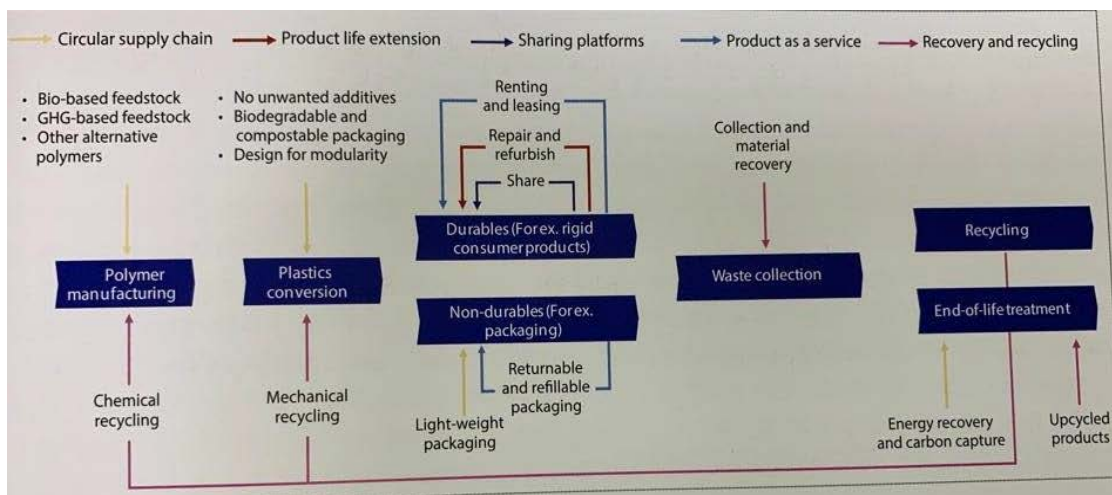 Circular supply chain
Product life extension
Sharing platforms
Product as a service
Recovery and recycling
• Bio-based feedstock
• GHG-based feedstock
• Other alternative
polymers
• No unwanted additives
• Biodegradable and
compostable packaging
• Design for modularity
Renting
and leasing
Repair and
refurbish
Share
Collection and
material
recovery
Polymer
manufacturing
Plastics
conversion
Durables (Forex. rigid
consumer products)
Non-durables (Forex.
packaging)
Waste collection
Recycling
End-of-life treatment
Chemical
recycling
Mechanical
recycling
Light-weight
packaging
Returnable
and refillable
packaging
Energy recovery
and carbon capture
Upcycled
products